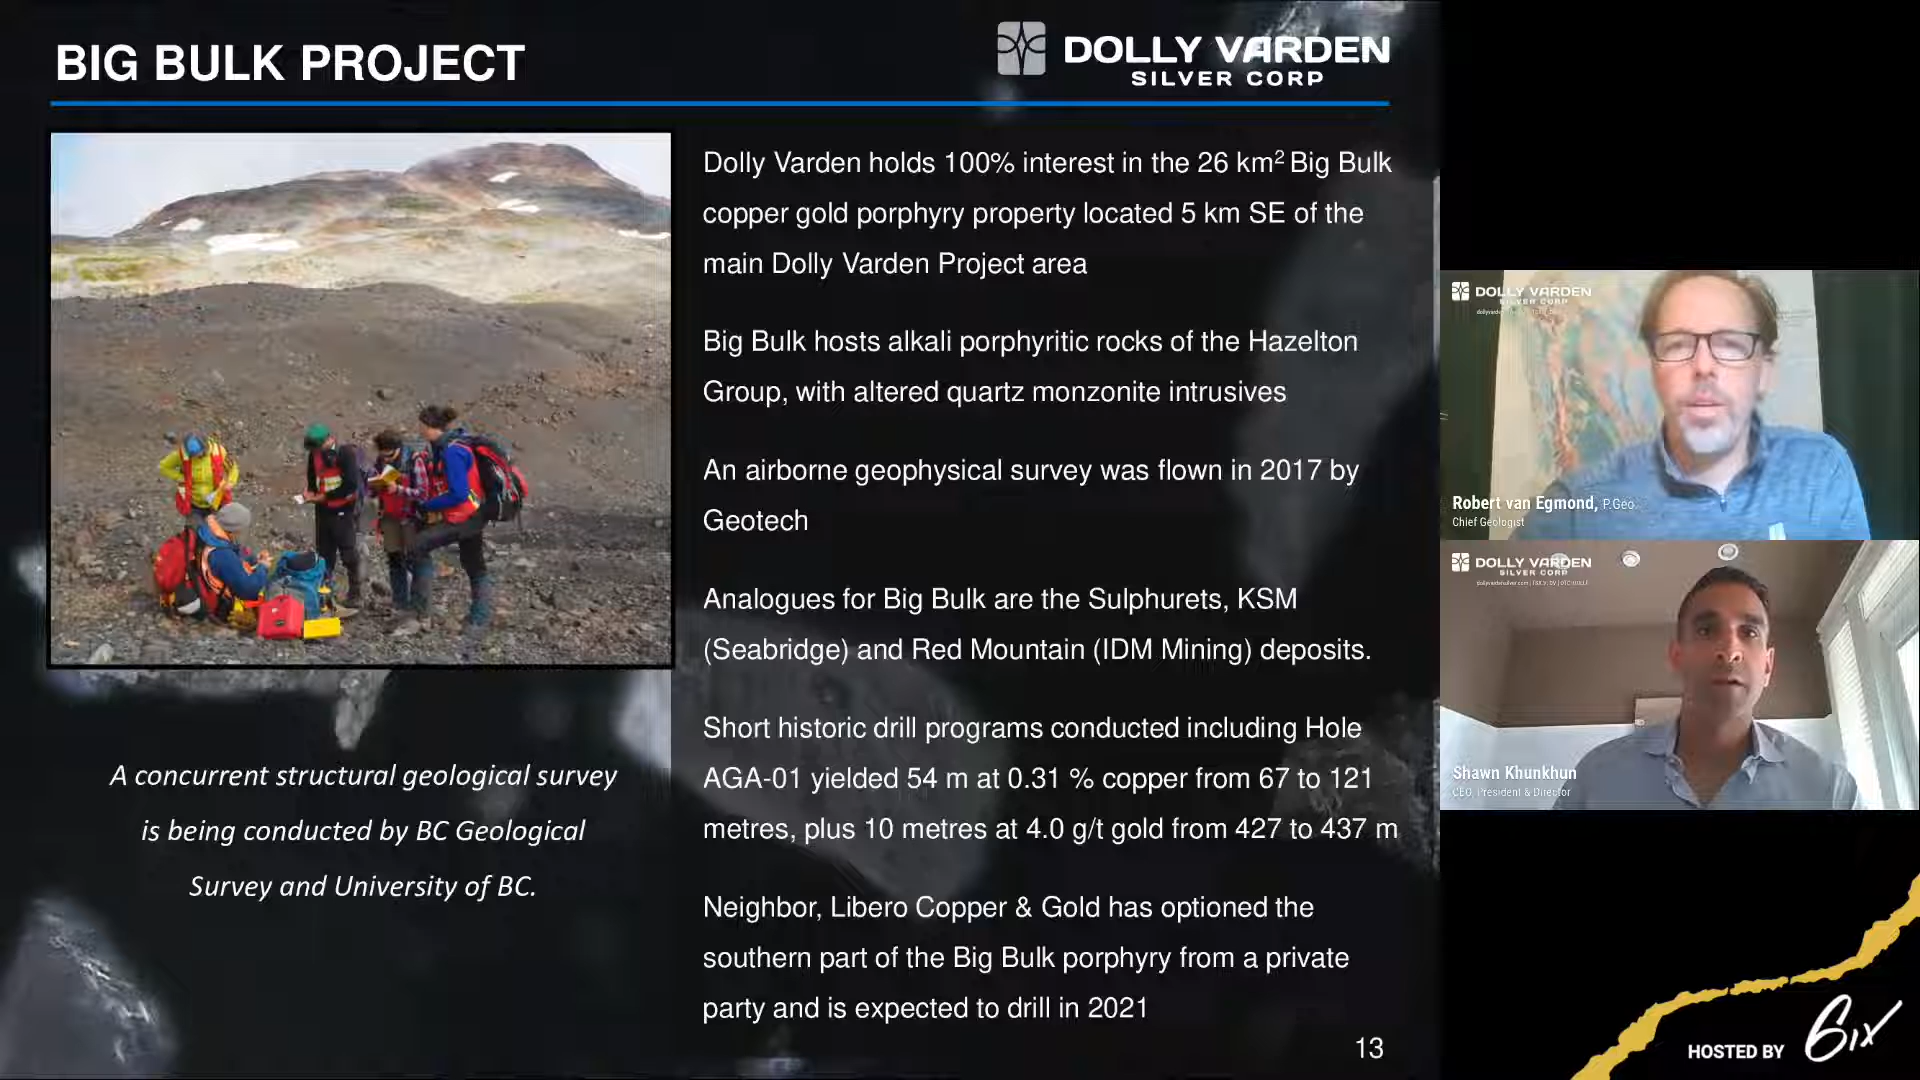 BIG BULK PROJECT
DOLLY VARDEN
SILVER CORP
Dolly Varden holds 100% interest in the 26 km² Big Bulk
copper gold porphyry property located 5 km SE of the
main Dolly Varden Project area
Big Bulk hosts alkali porphyritic rocks of the Hazelton
Group, with altered quartz monzonite intrusives
An airborne geophysical survey was flown in 2017 by
Geotech
Analogues for Big Bulk are the Sulphurets, KSM
(Seabridge) and Red Mountain (IDM Mining) deposits.
Short historic drill programs conducted including Hole
AGA-01 yielded 54 m at 0.31 % copper from 67 to 121
metres, plus 10 metres at 4.0 g/t gold from 427 to 437 m
Neighbor, Libero Copper & Gold has optioned the
southern part of the Big Bulk porphyry from a private
party and is expected to drill in 2021
A concurrent structural geological survey
is being conducted by BC Geological
Survey and University of BC.
13
DOLLY VARDEN
SILVER CORP
Robert van Egmond, P.Geo.
Chief Geologist
DOLLY VARDEN
SILVER CORP
Shawn Khunkhun
CEO, President & Director
HOSTED BY
6ix